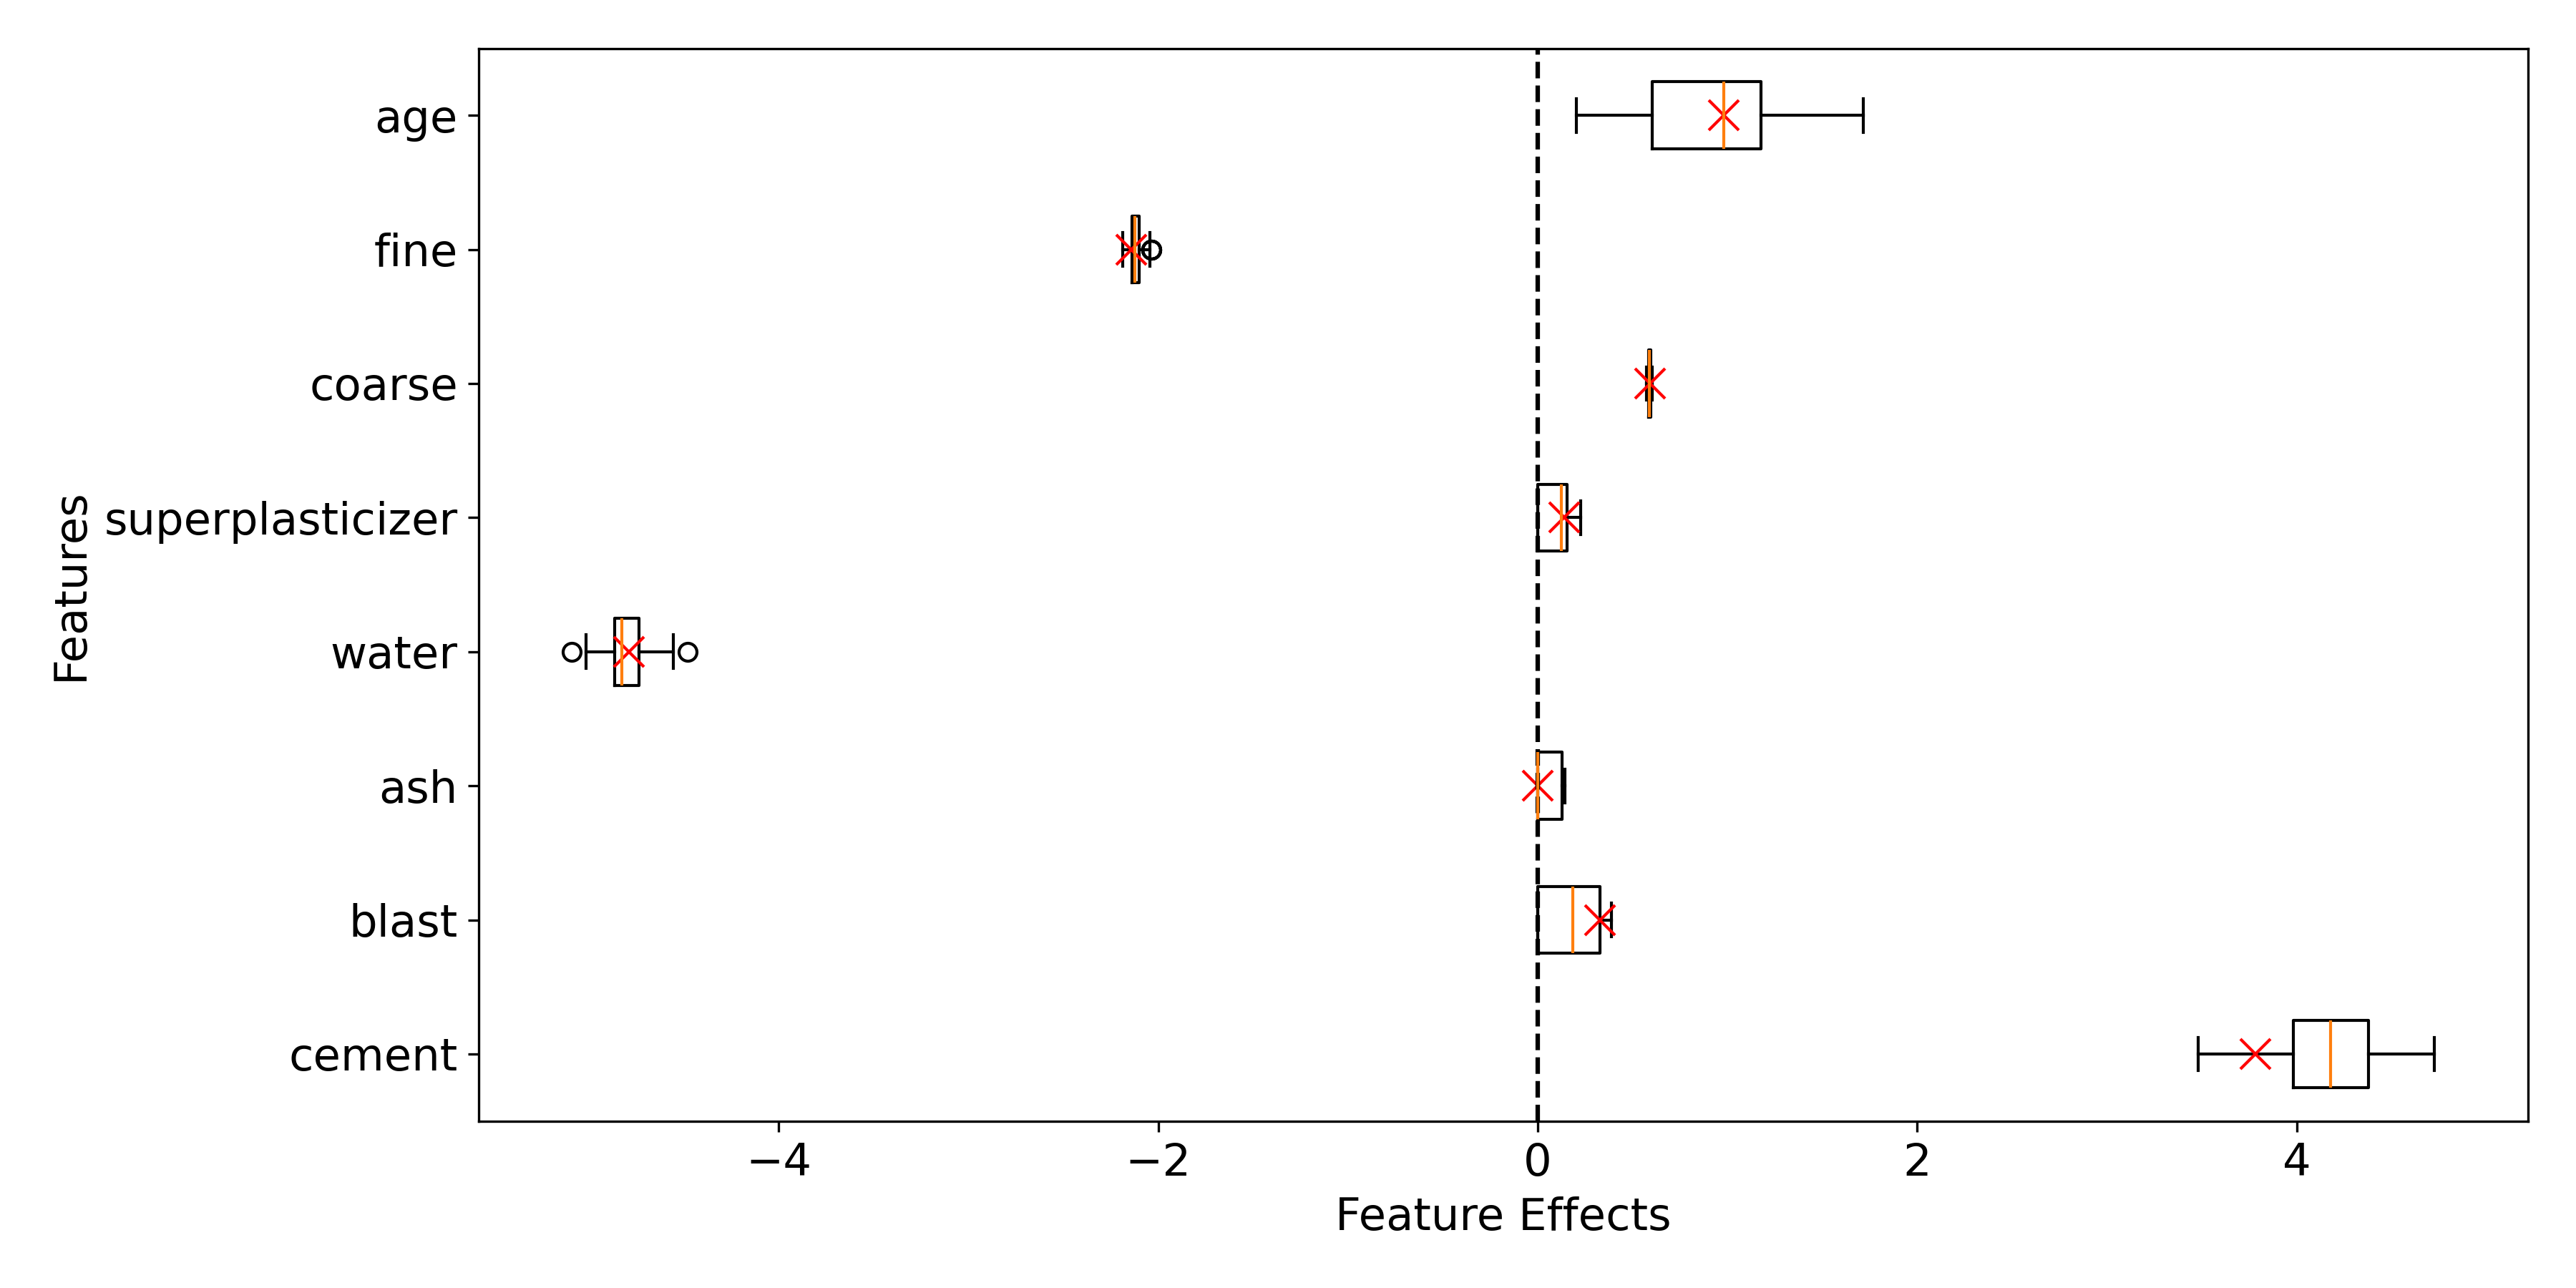 age
fine
coarse
superplasticizer
water
ash
blast
cement
Features
−4
−2
0
2
4
Feature Effects